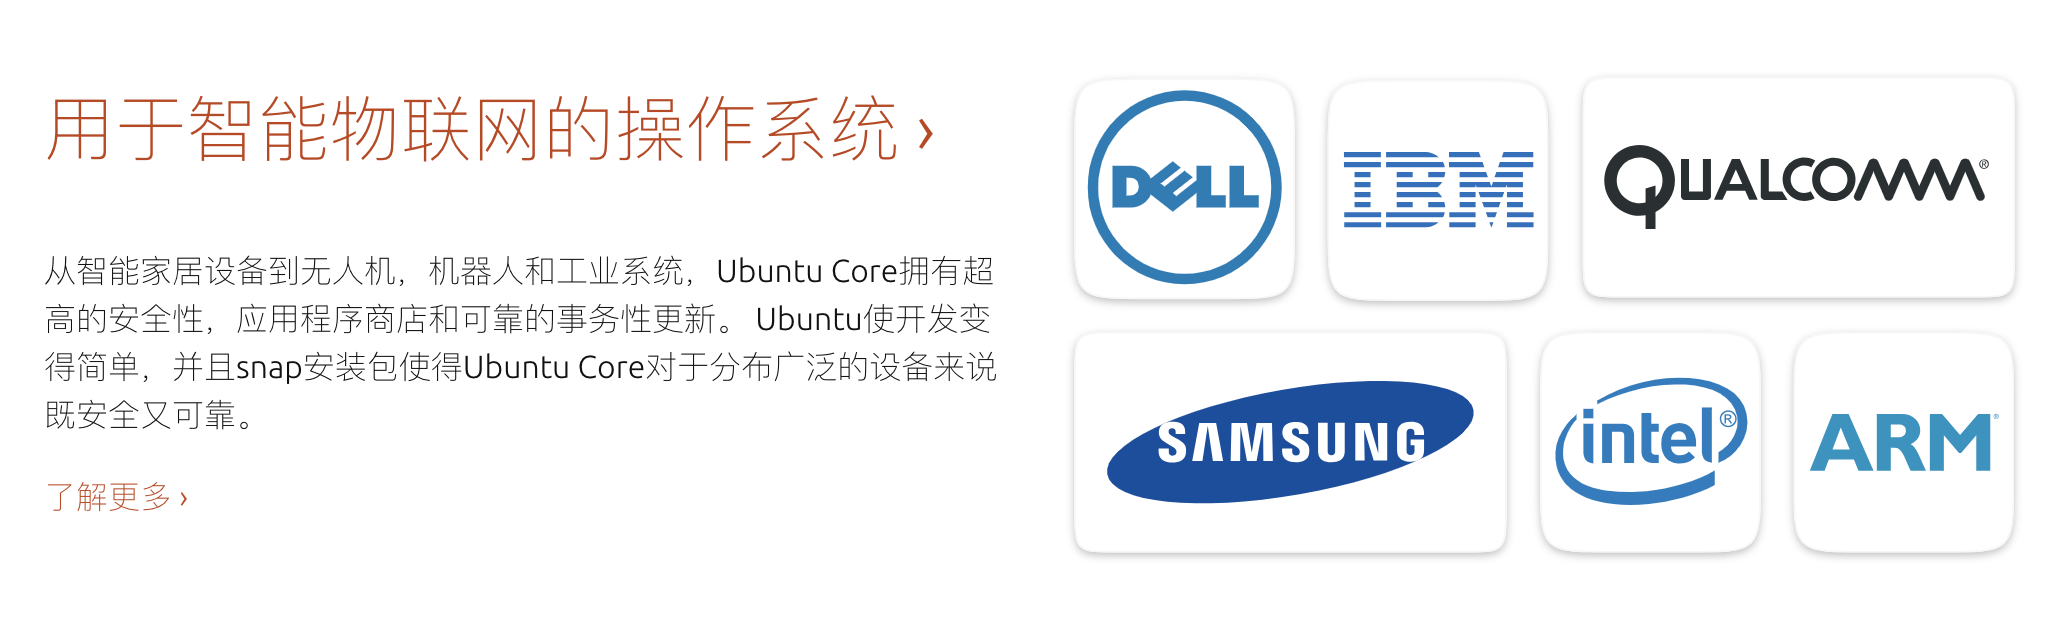 用于智能物联网的操作系统 ›
从智能家居设备到无人机，机器人和工业系统，Ubuntu Core拥有超
高的安全性，应用程序商店和可靠的事务性更新。 Ubuntu使开发变
得简单，并且snap安装包使得Ubuntu Core对于分布广泛的设备来说
既安全又可靠。
了解更多 ›
DELL
IBM
QUALCOMM®
SAMSUNG
intel®
ARM®